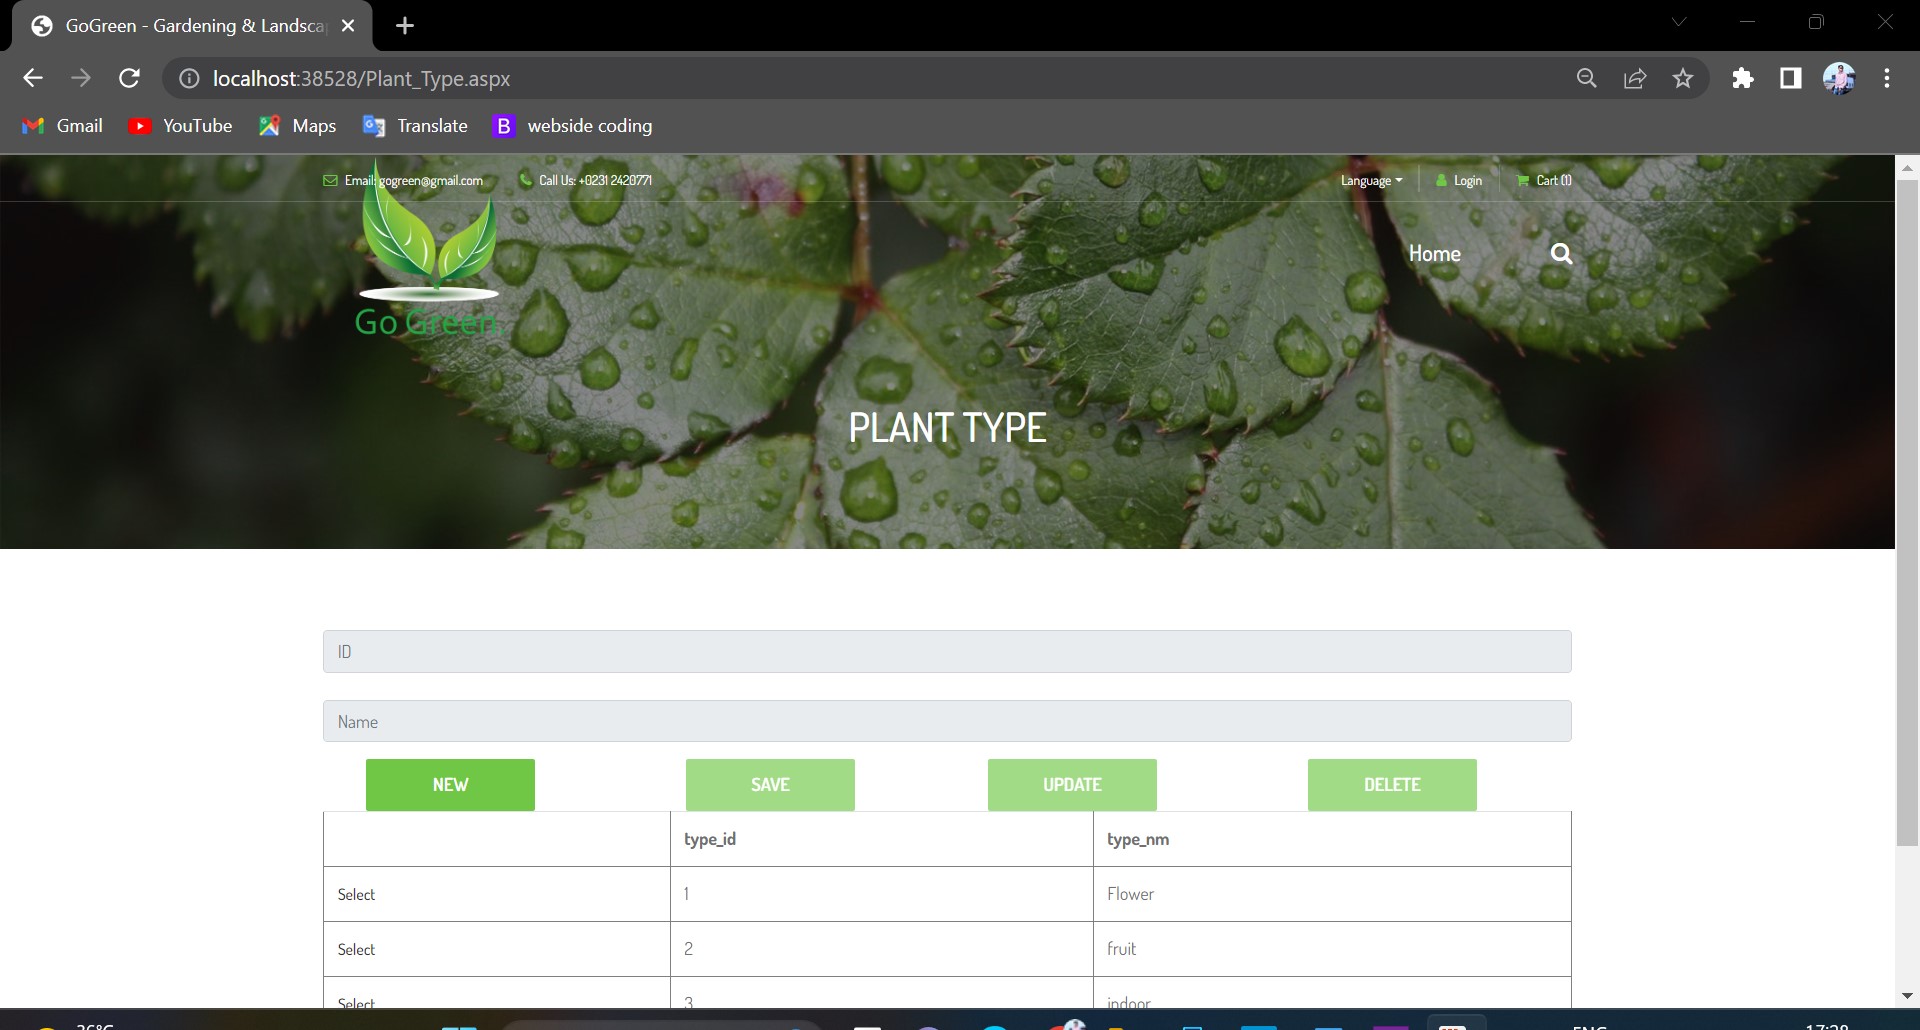 GoGreen - Gardening & Landsca
localhost:38528/Plant_Type.aspx
Gmail YouTube Maps Translate B webside coding
Email: gogreen@gmail.com Call Us: +0231 2420771 Language Login Cart (1)
Go Green
Home
PLANT TYPE
ID
Name
NEW SAVE UPDATE DELETE
type_id type_nm
Select 1 Flower
Select 2 fruit
Select 3 indoor